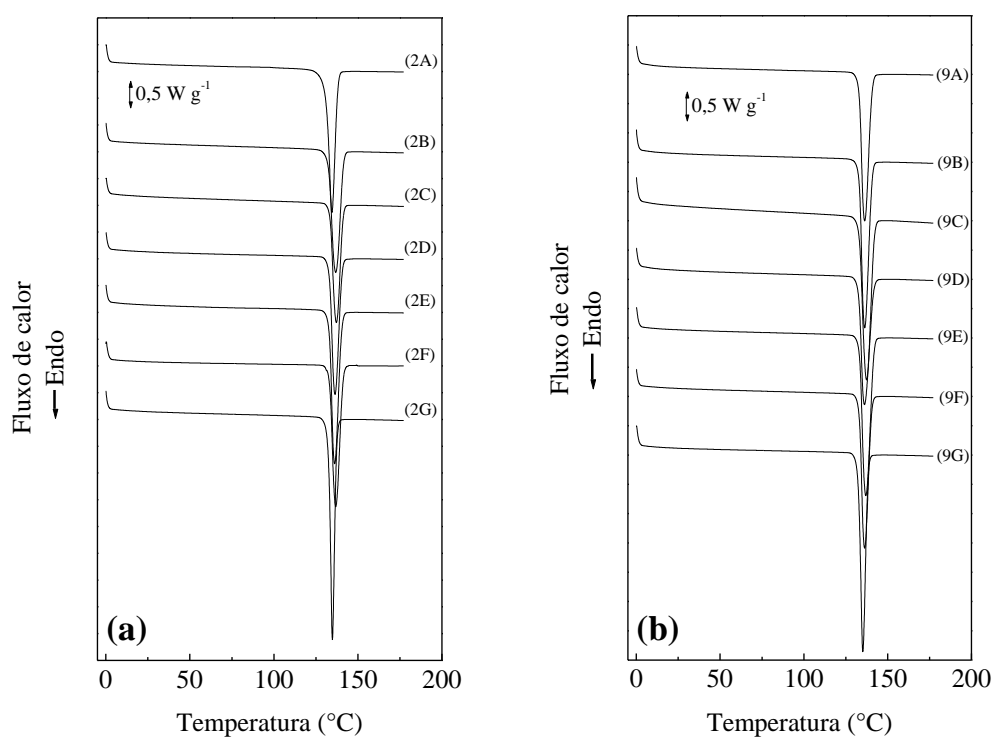 (2A)
0,5 W g-1
(2B)
(2C)
(2D)
(2E)
(2F)
(2G)
Fluxo de calor
Endo
(a)
0 50 100 150 200
Temperatura (°C)
(9A)
0,5 W g-1
(9B)
(9C)
(9D)
(9E)
(9F)
(9G)
Fluxo de calor
Endo
(b)
0 50 100 150 200
Temperatura (°C)